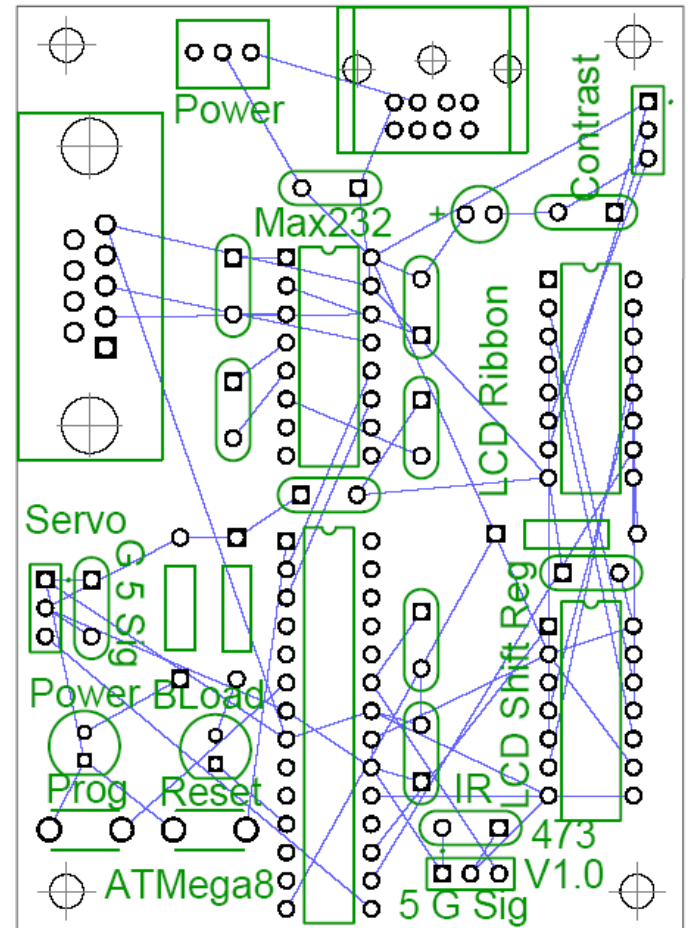 Power
Contrast
+
Max232
LCD Ribbon
Servo
G 5 Sig
LCD Shift Reg
Power
BLoad
Prog
Reset
IR
473
V1.0
ATMega8
5 G Sig